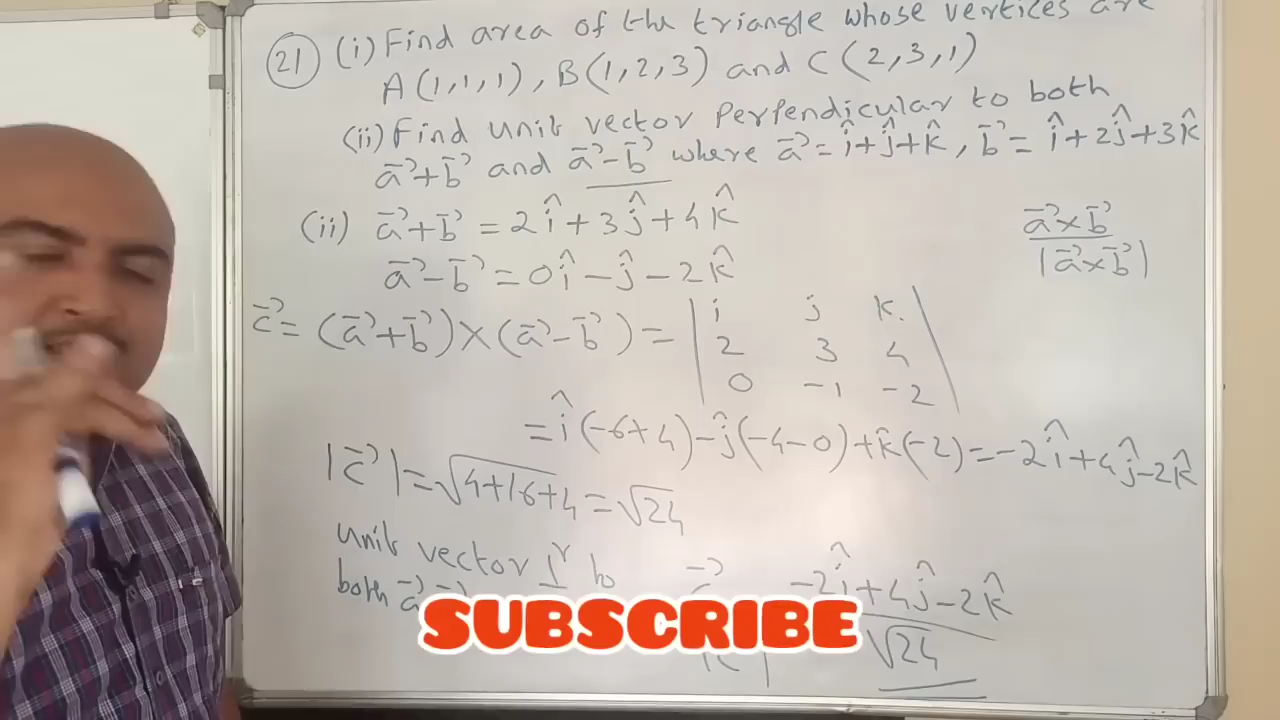 21 (i) Find area of the triangle whose vertices are
A(1,1,1), B(1,2,3) and C(2,3,1)
(ii) Find unit vector perpendicular to both
a⃗+b⃗ and a⃗-b⃗ where a⃗=î+ĵ+k̂, b⃗=î+2ĵ+3k̂
(ii) a⃗+b⃗ = 2î+3ĵ+4k̂
a⃗-b⃗ = 0î-ĵ-2k̂
a⃗×b⃗
|a⃗×b⃗|
c⃗ = (a⃗+b⃗)×(a⃗-b⃗) = | i j k. |
2 3 4
0 -1 -2
= î(-6+4)-ĵ(-4-0)+k̂(-2) = -2î+4ĵ-2k̂
|c⃗| = √4+16+4 = √24
unit vector ⊥r to
both a⃗
-2î+4ĵ-2k̂
√24
SUBSCRIBE